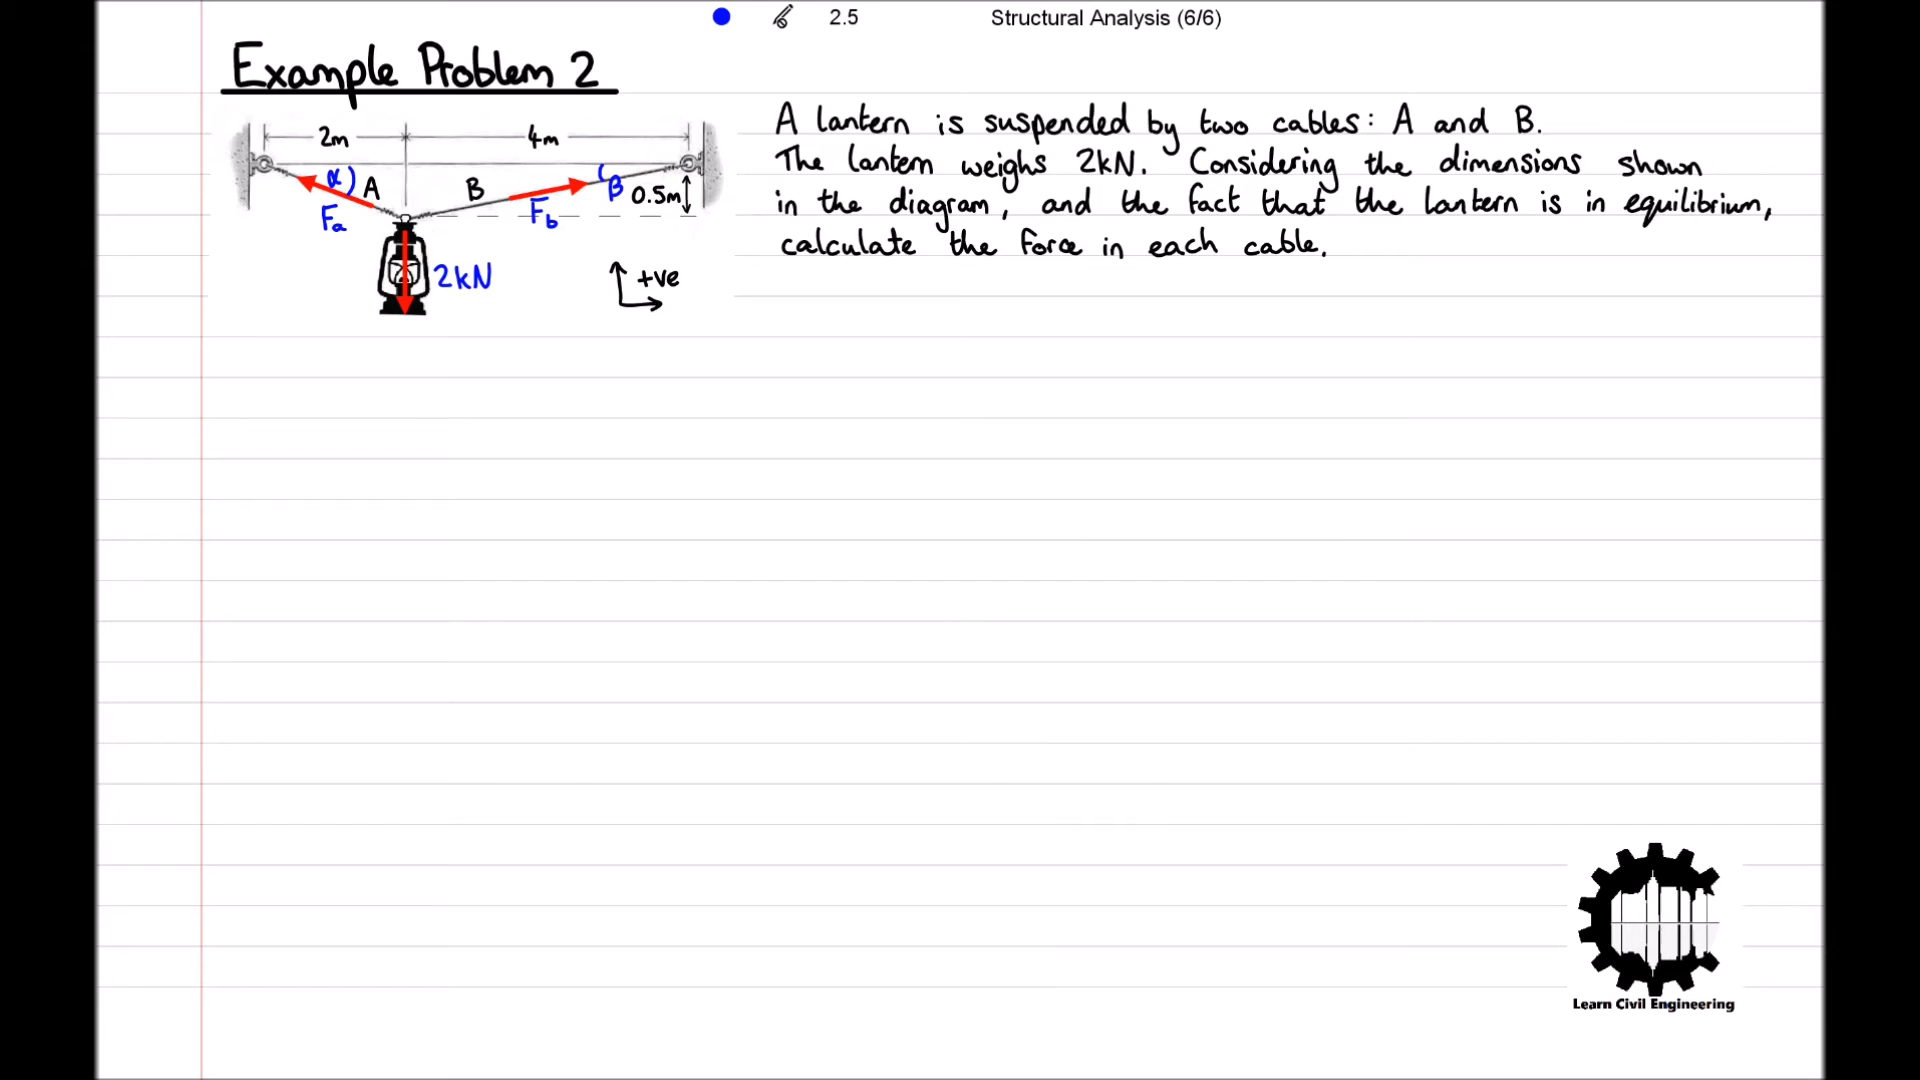 2.5 Structural Analysis (6/6)
Example Problem 2
2m 4m
α A B β 0.5m
Fa Fb
2kN +ve
A lantern is suspended by two cables: A and B.
The lantern weighs 2kN. Considering the dimensions shown
in the diagram, and the fact that the lantern is in equilibrium,
calculate the force in each cable.
Learn Civil Engineering